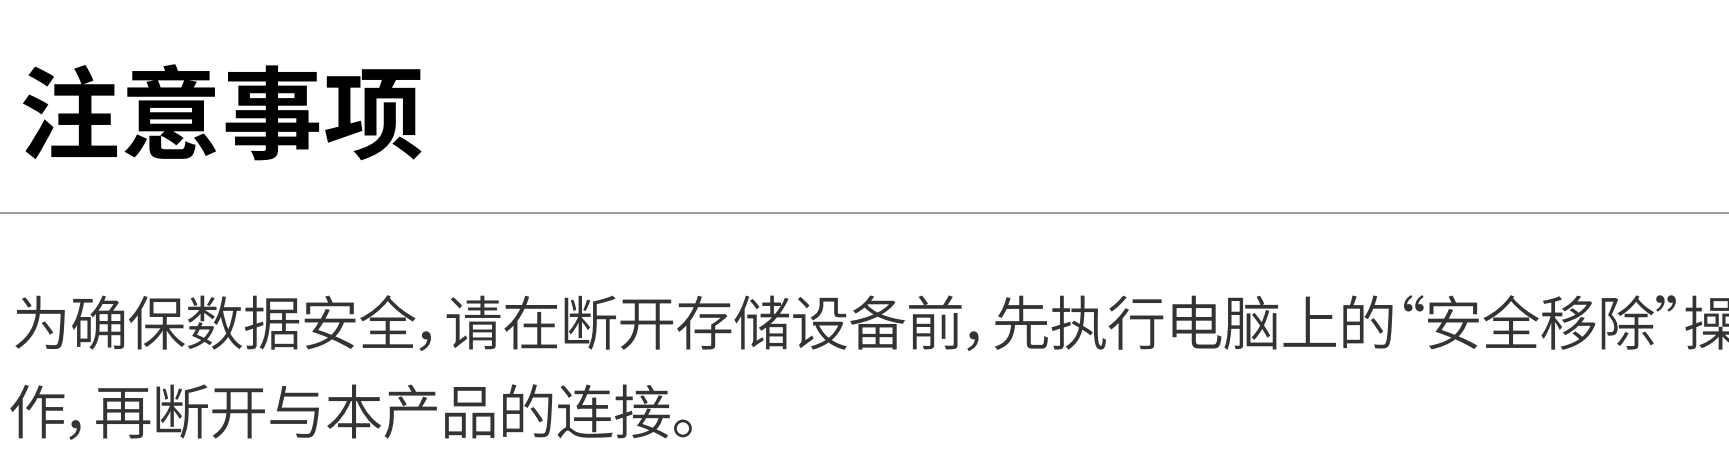 注意事项
为确保数据安全，请在断开存储设备前，先执行电脑上的“安全移除”操
作，再断开与本产品的连接。